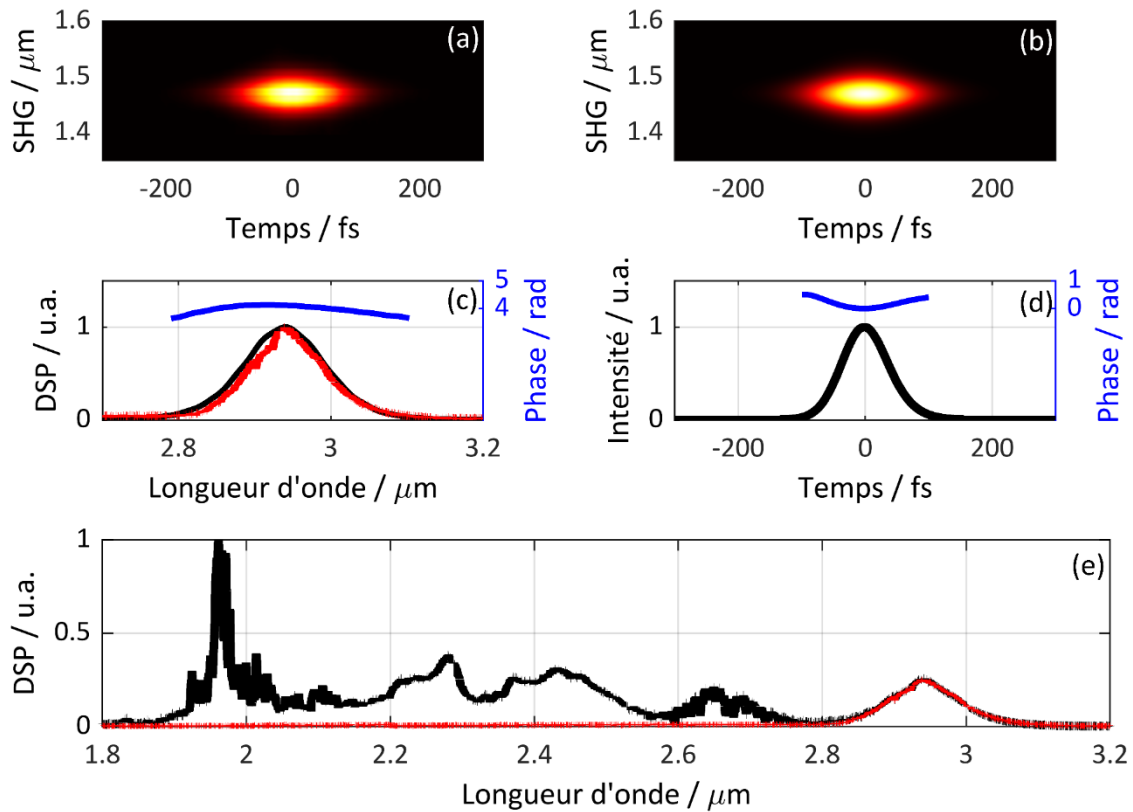 1.6
1.5
1.4
SHG / μm
(a)
-200 0 200
Temps / fs
1.6
1.5
1.4
SHG / μm
(b)
-200 0 200
Temps / fs
1
0
DSP / u.a.
(c)
5
4
Phase / rad
2.8 3 3.2
Longueur d'onde / μm
1
0
Intensité / u.a.
(d)
1
0
Phase / rad
-200 0 200
Temps / fs
1
0.5
0
DSP / u.a.
(e)
1.8 2 2.2 2.4 2.6 2.8 3 3.2
Longueur d'onde / μm